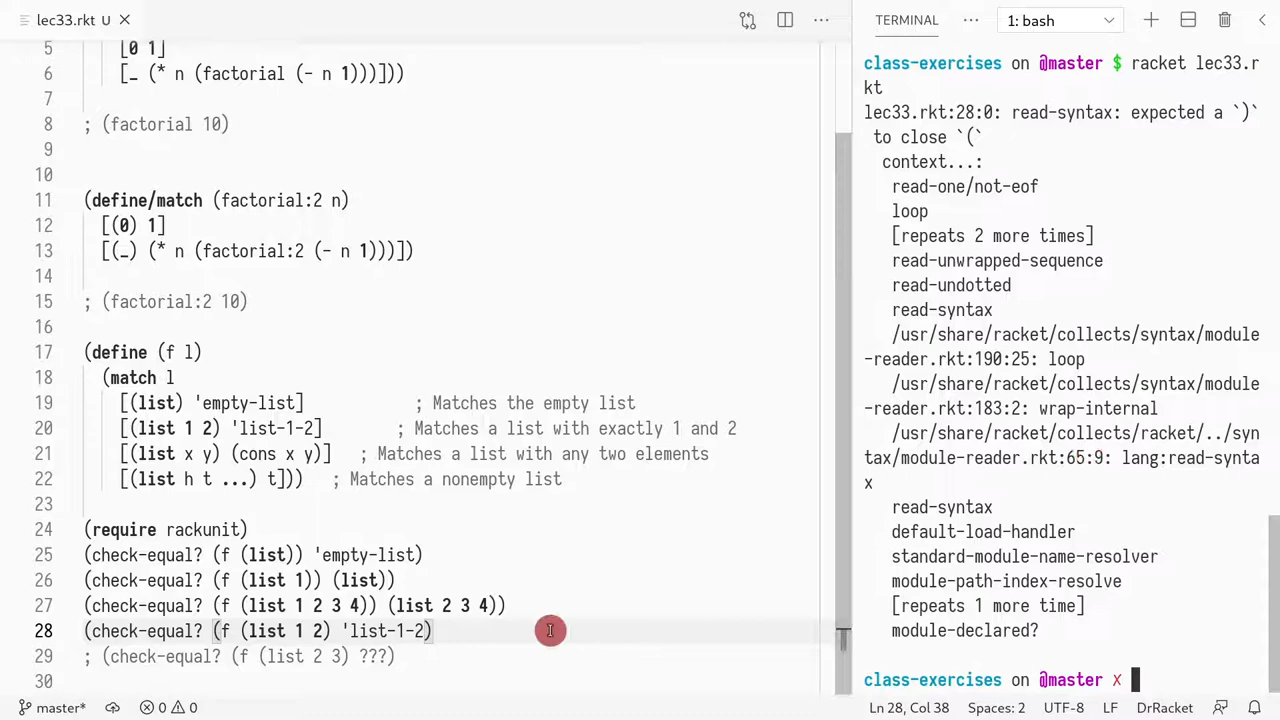 lec33.rkt U
TERMINAL
1: bash
5 [0 1]
6 [_ (* n (factorial (- n 1)))]))
7
8 ; (factorial 10)
9
10
11 (define/match (factorial:2 n)
12 [(0) 1]
13 [(_) (* n (factorial:2 (- n 1)))])
14
15 ; (factorial:2 10)
16
17 (define (f l)
18 (match l
19 [(list) 'empty-list] ; Matches the empty list
20 [(list 1 2) 'list-1-2] ; Matches a list with exactly 1 and 2
21 [(list x y) (cons x y)] ; Matches a list with any two elements
22 [(list h t ...) t])) ; Matches a nonempty list
23
24 (require rackunit)
25 (check-equal? (f (list)) 'empty-list)
26 (check-equal? (f (list 1)) (list))
27 (check-equal? (f (list 1 2 3 4)) (list 2 3 4))
28 (check-equal? (f (list 1 2) 'list-1-2)
29 ; (check-equal? (f (list 2 3) ???)
30
class-exercises on @master $ racket lec33.r
kt
lec33.rkt:28:0: read-syntax: expected a `)`
to close `(`
context...:
read-one/not-eof
loop
[repeats 2 more times]
read-unwrapped-sequence
read-undotted
read-syntax
/usr/share/racket/collects/syntax/module
-reader.rkt:190:25: loop
/usr/share/racket/collects/syntax/module
-reader.rkt:183:2: wrap-internal
/usr/share/racket/collects/racket/../syn
tax/module-reader.rkt:65:9: lang:read-synta
x
read-syntax
default-load-handler
standard-module-name-resolver
module-path-index-resolve
[repeats 1 more time]
module-declared?
class-exercises on @master ✗
master* 0 0
Ln 28, Col 38 Spaces: 2 UTF-8 LF DrRacket